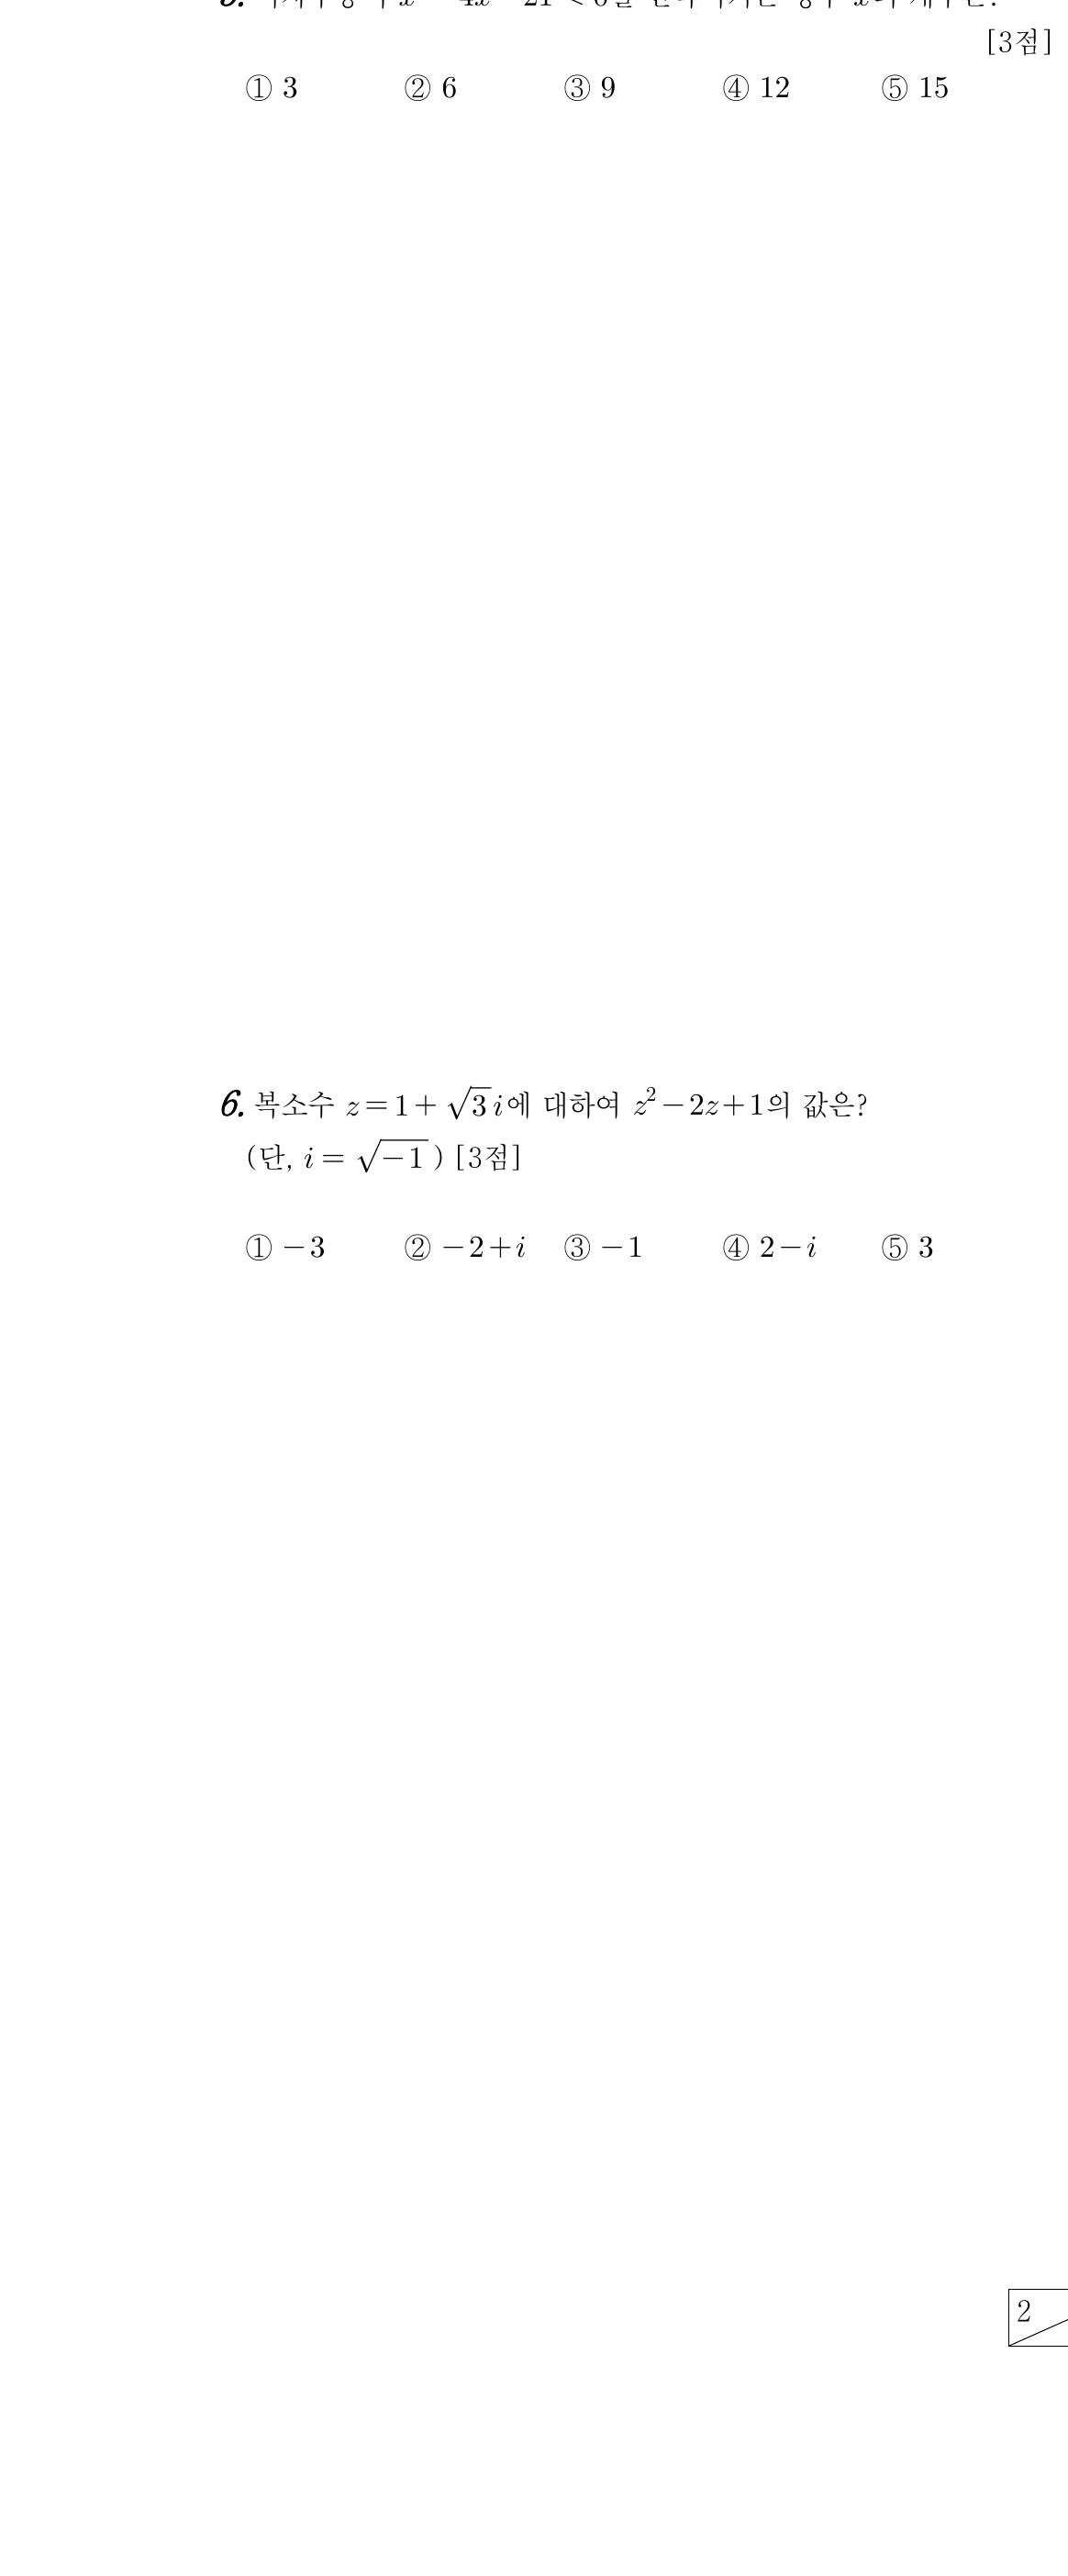 [3점]
① 3 ② 6 ③ 9 ④ 12 ⑤ 15
6. 복소수 z=1+√3i에 대하여 z²−2z+1의 값은?
(단, i=√−1) [3점]
① −3 ② −2+i ③ −1 ④ 2−i ⑤ 3
2